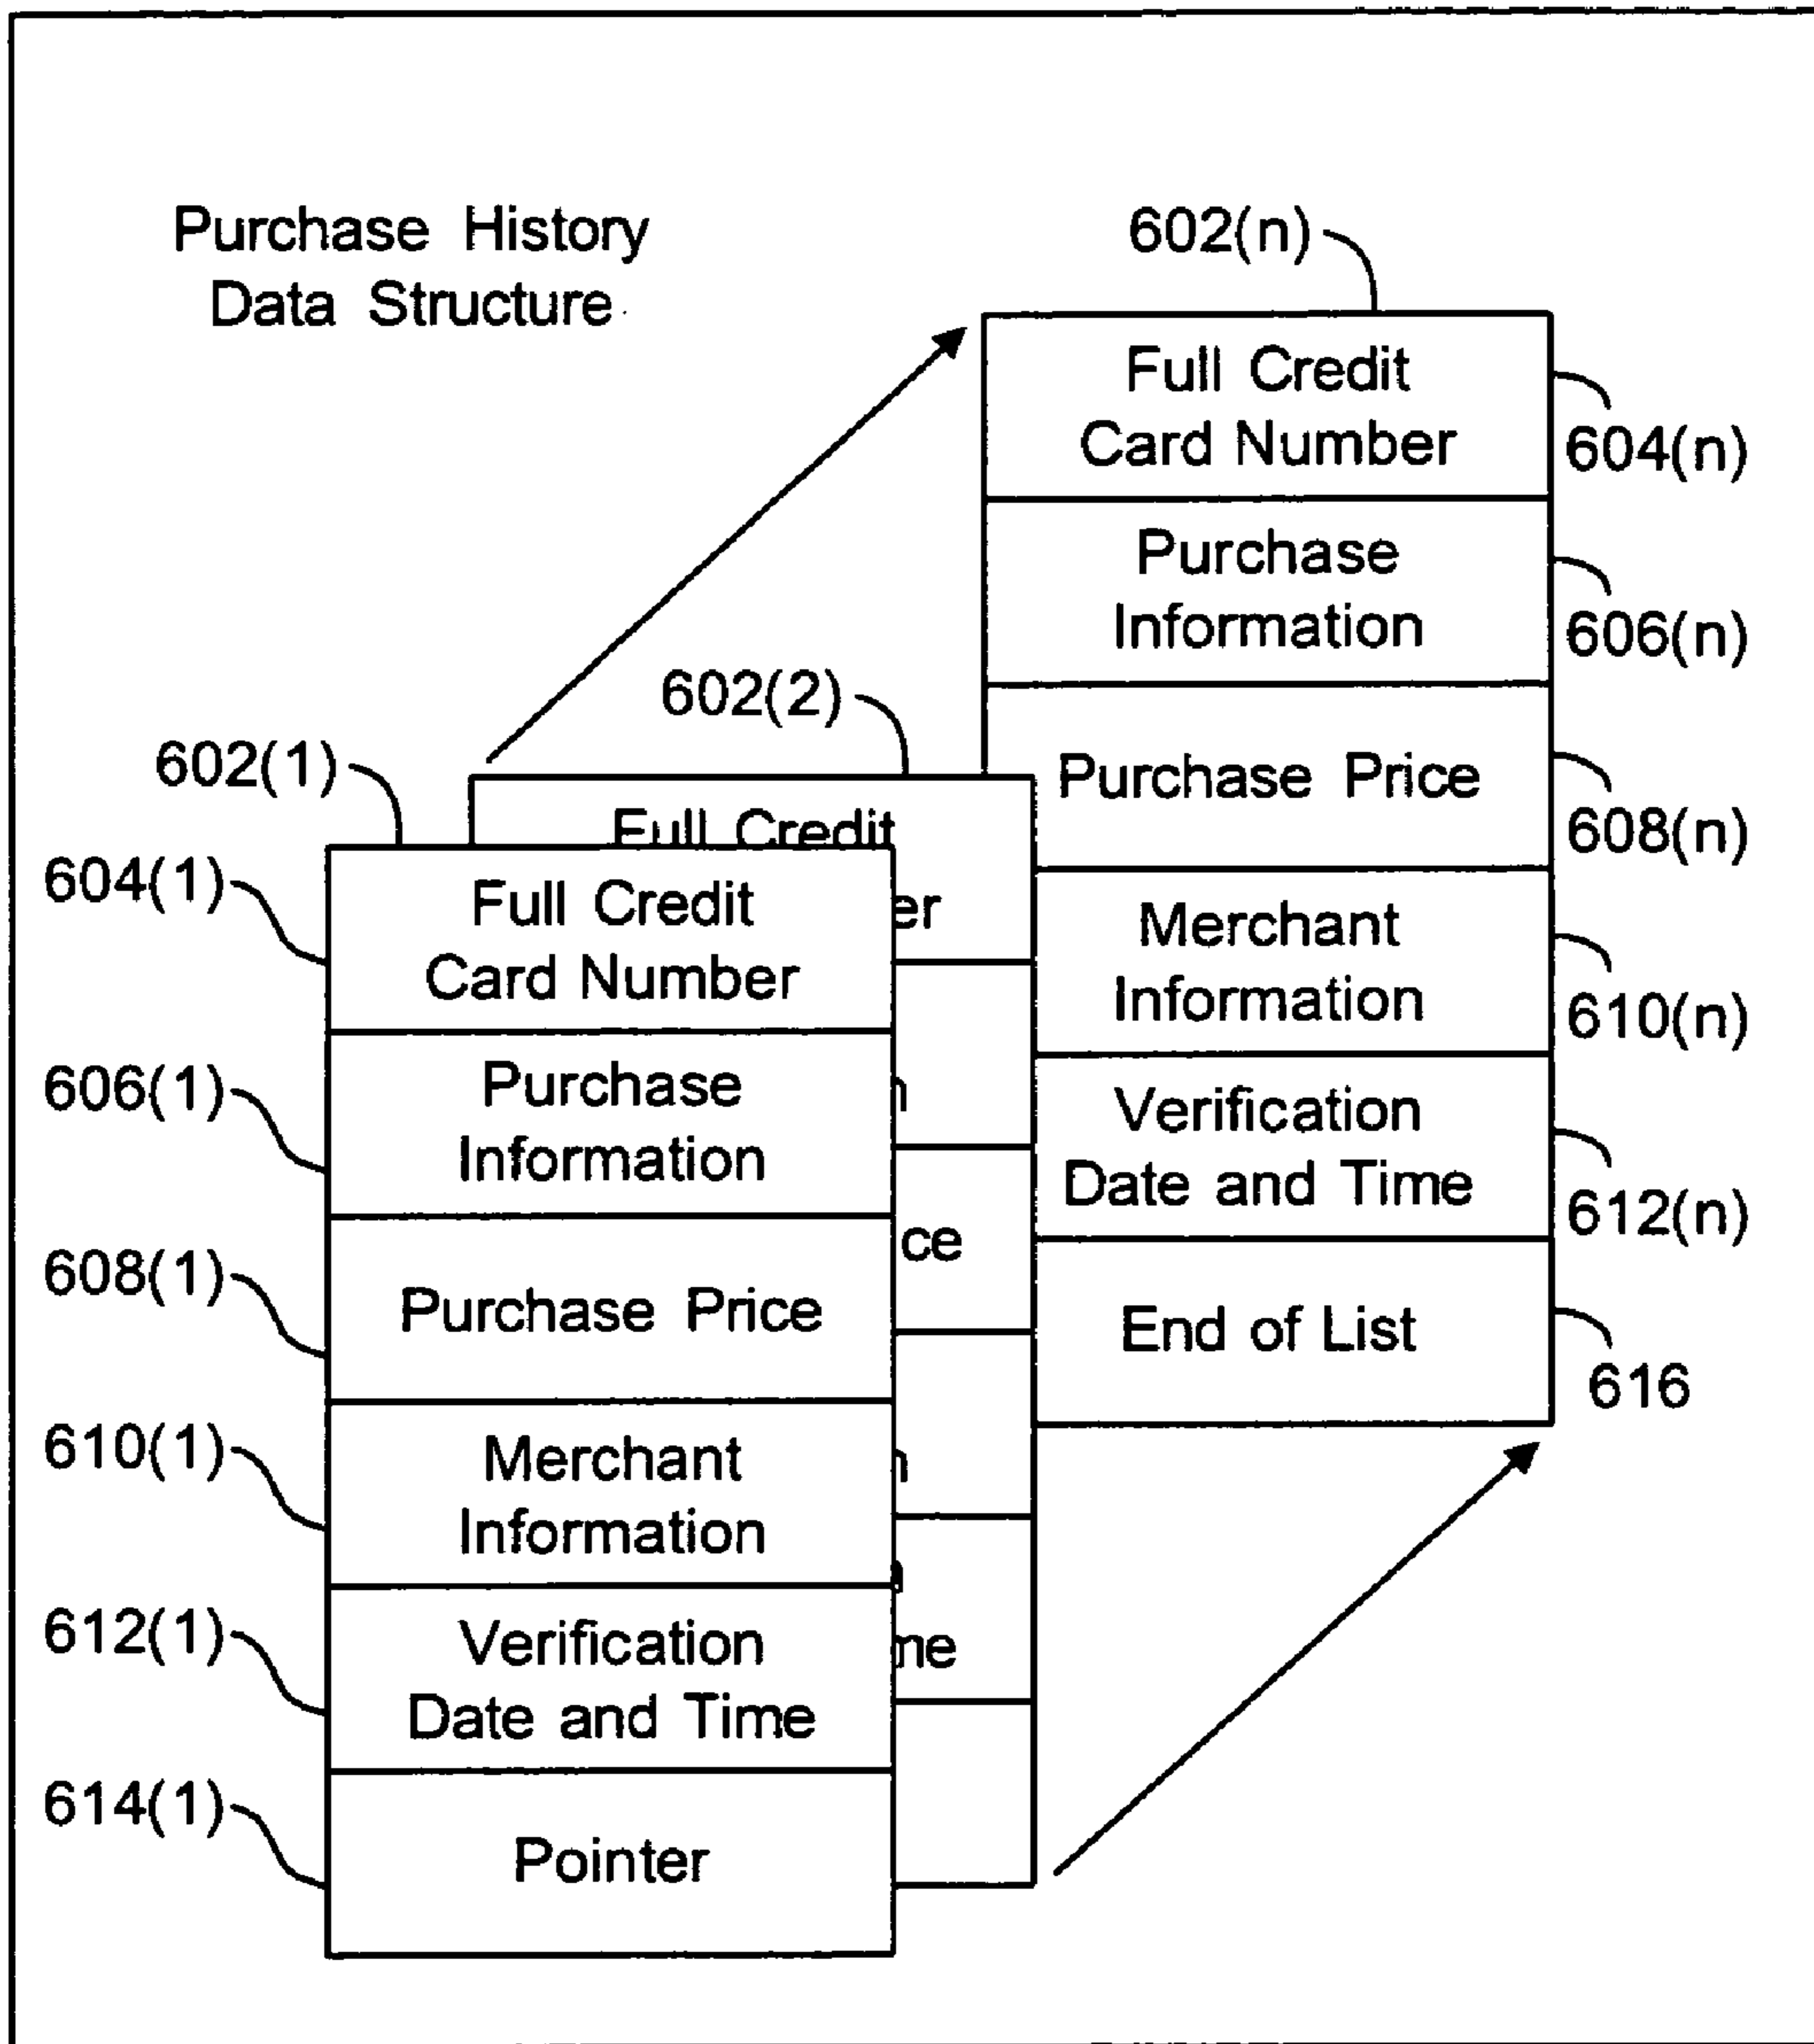 Purchase History
Data Structure
602(n)
Full Credit
Card Number
604(n)
Purchase
Information
606(n)
Purchase Price
608(n)
Merchant
Information
610(n)
Verification
Date and Time
612(n)
End of List
616
602(2)
Full Credit
er
n
ce
n
n
me
602(1)
604(1)
Full Credit
Card Number
606(1)
Purchase
Information
608(1)
Purchase Price
610(1)
Merchant
Information
612(1)
Verification
Date and Time
614(1)
Pointer